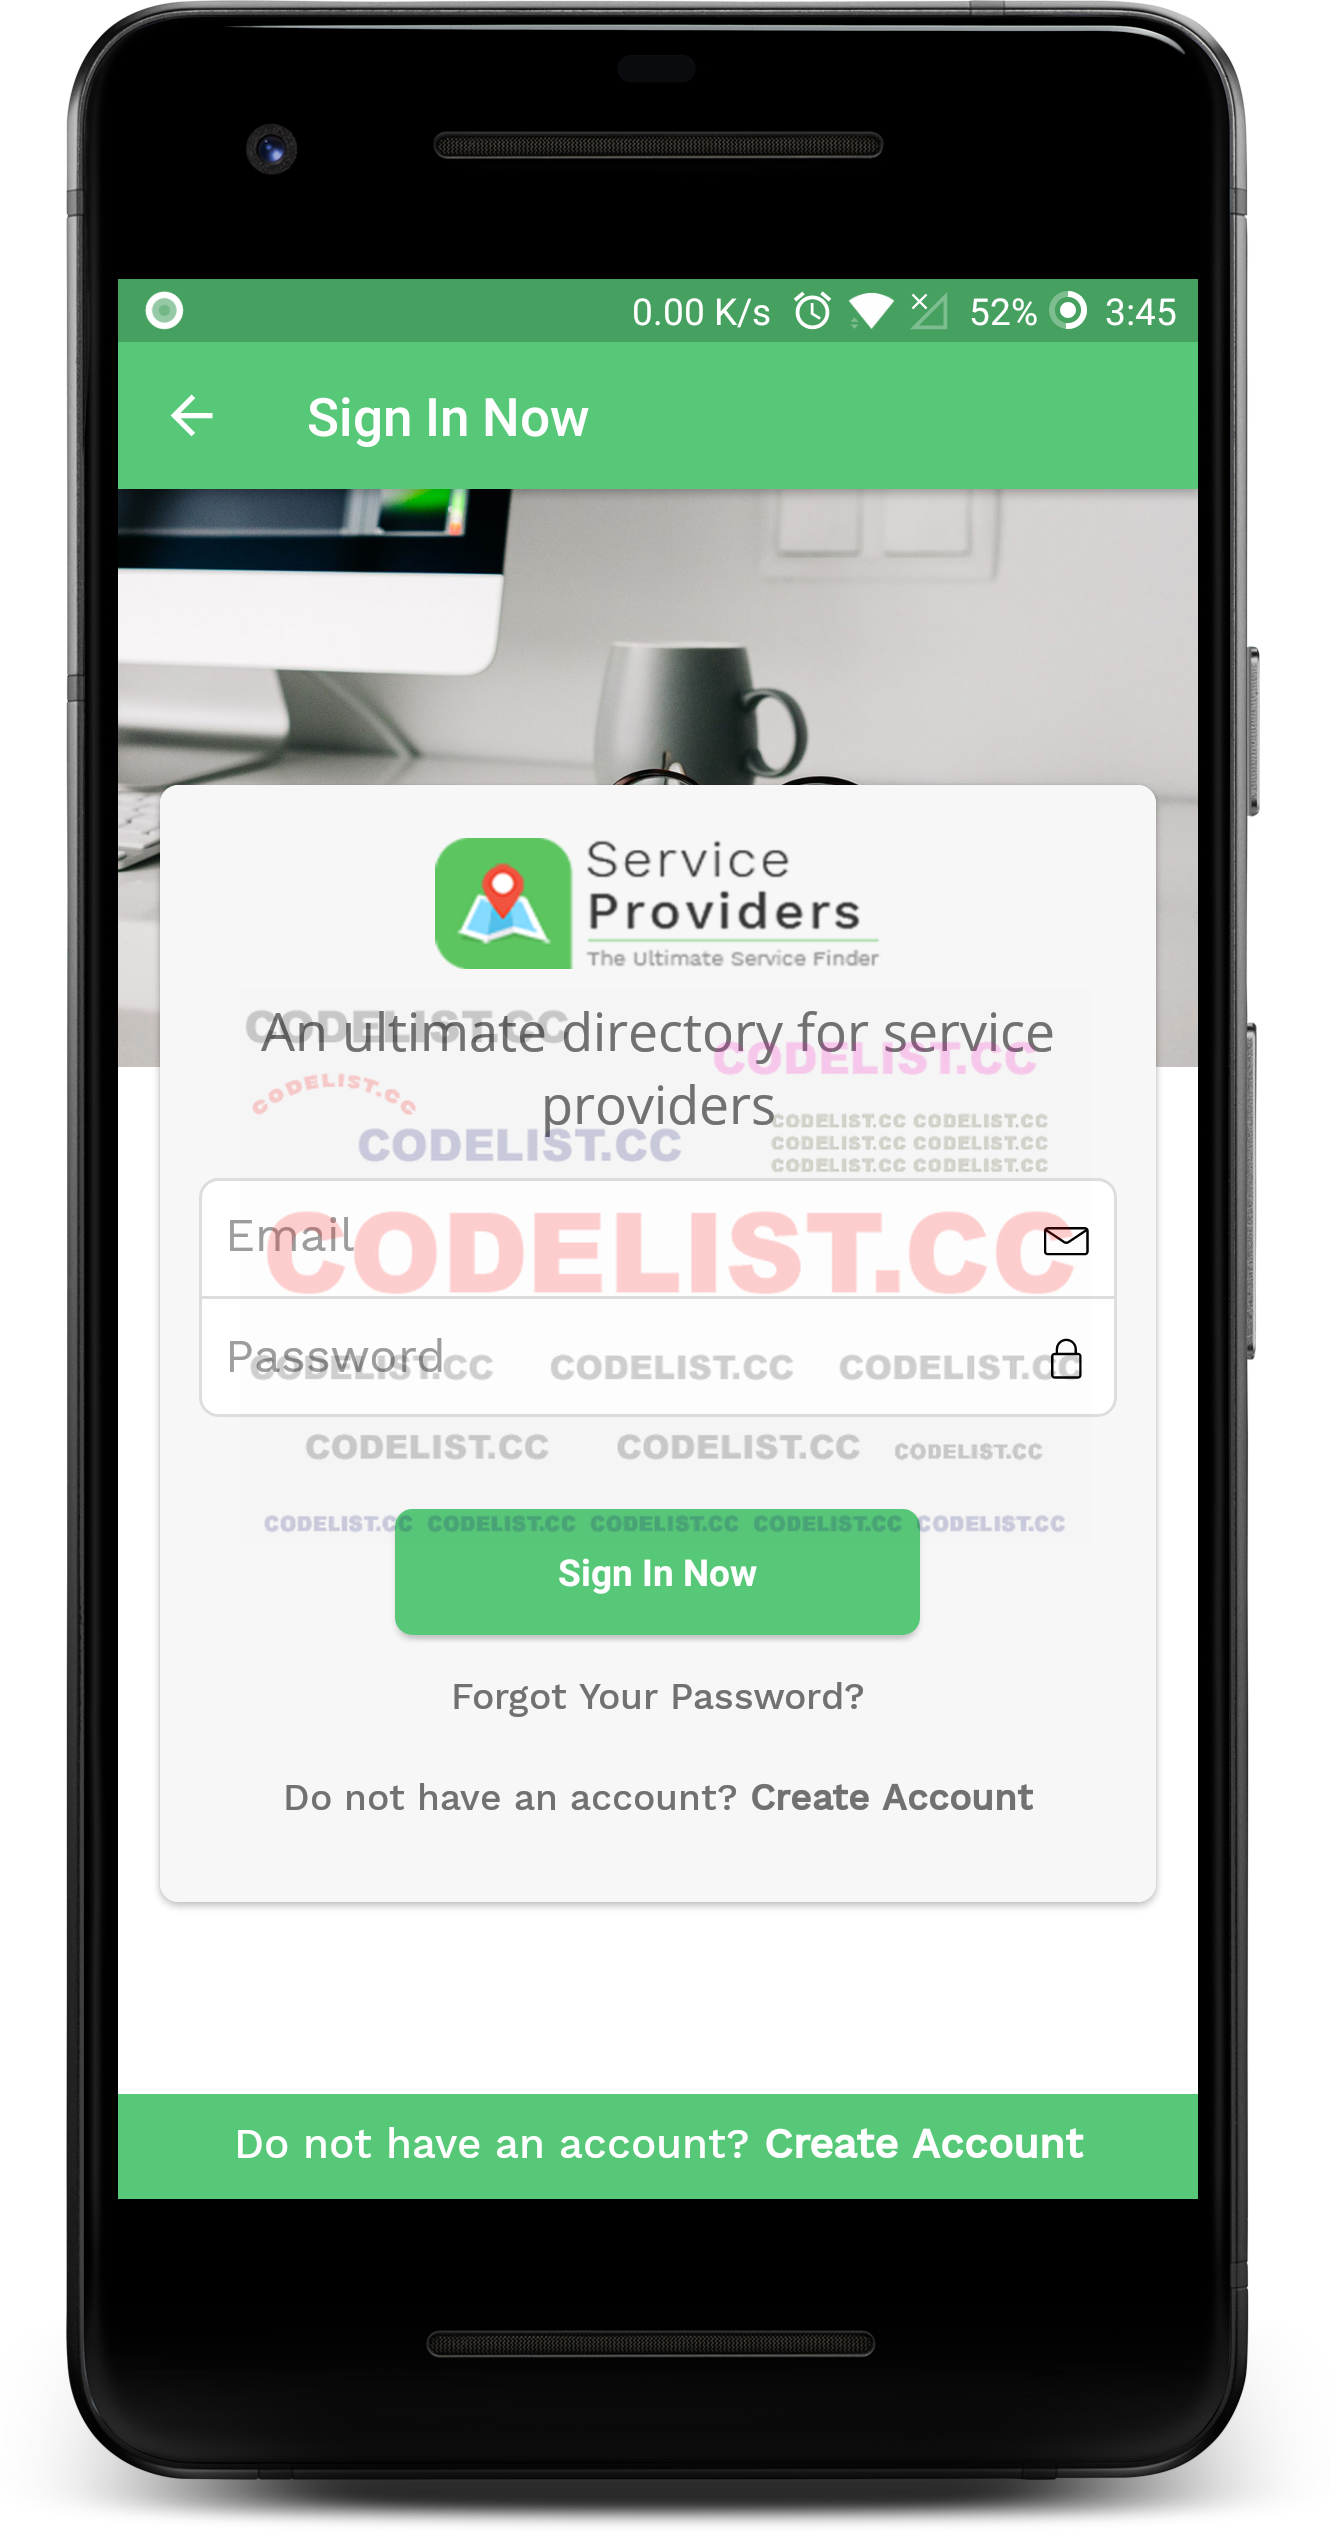 0.00 K/s 52% 3:45
Sign In Now
Service
Providers
The Ultimate Service Finder
An ultimate directory for service
providers
CODELIST.CC
CODELIST.CC
CODELIST.CC
CODELIST.CC
CODELIST.CC CODELIST.CC
CODELIST.CC CODELIST.CC
CODELIST.CC CODELIST.CC
Email
CODELIST.CC
Password
CODELIST.CC CODELIST.CC CODELIST.CC
CODELIST.CC CODELIST.CC CODELIST.CC
CODELIST.CC CODELIST.CC CODELIST.CC CODELIST.CC CODELIST.CC
Sign In Now
Forgot Your Password?
Do not have an account? Create Account
Do not have an account? Create Account